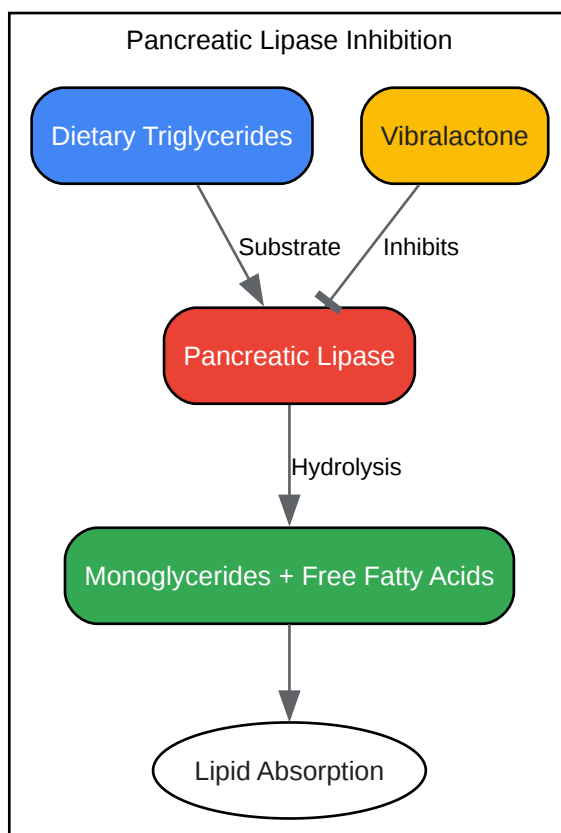 Pancreatic Lipase Inhibition
Dietary Triglycerides
Vibralactone
Substrate
Inhibits
Pancreatic Lipase
Hydrolysis
Monoglycerides + Free Fatty Acids
Lipid Absorption